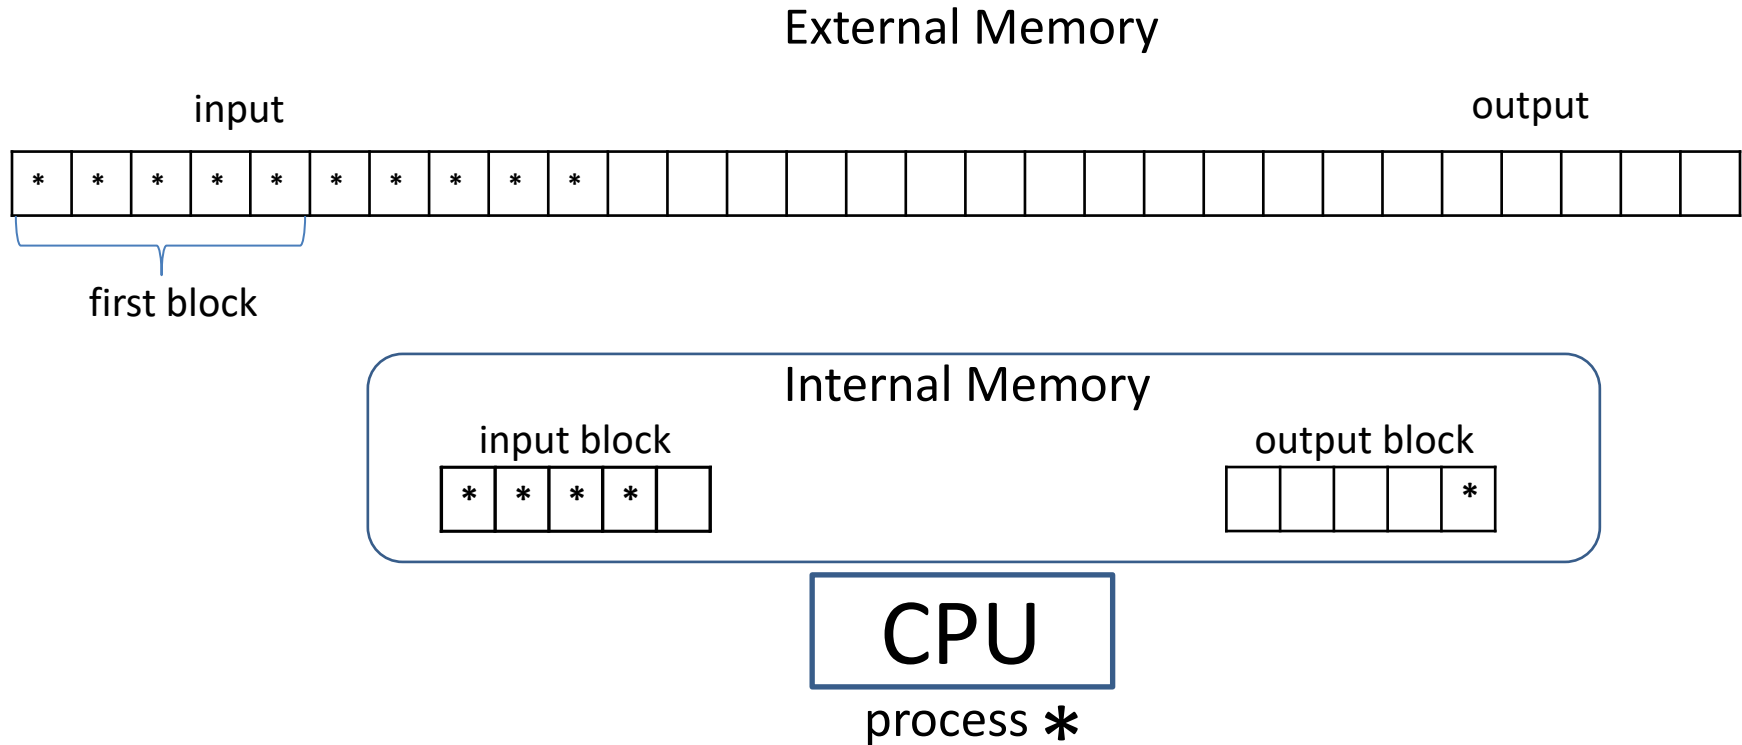 External Memory
input
output
* * * * * * * * * *
first block
Internal Memory
input block
output block
* * * *
*
CPU
process *